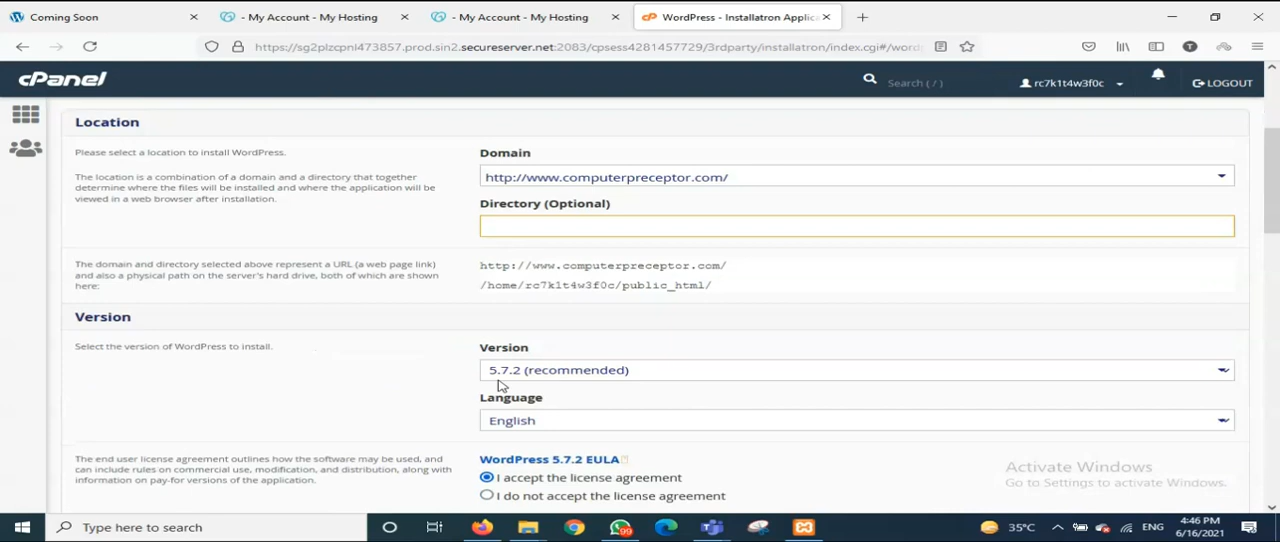 Coming Soon
- My Account - My Hosting
- My Account - My Hosting
WordPress - Installatron Applica
https://sg2plzcpnl473857.prod.sin2.secureserver.net:2083/cpsess4281457729/3rdparty/installatron/index.cgi#/word
cPanel
Search ( / )
rc7k1t4w3f0c
LOGOUT
Location
Please select a location to install WordPress.
The location is a combination of a domain and a directory that together
determine where the files will be installed and where the application will be
viewed in a web browser after installation.
Domain
http://www.computerpreceptor.com/
Directory (Optional)
The domain and directory selected above represent a URL (a web page link)
and also a physical path on the server's hard drive, both of which are shown
here:
http://www.computerpreceptor.com/
/home/rc7k1t4w3f0c/public_html/
Version
Select the version of WordPress to install.
Version
5.7.2 (recommended)
Language
English
The end user license agreement outlines how the software may be used, and
can include rules on commercial use, modification, and distribution, along with
information on pay-for versions of the application.
WordPress 5.7.2 EULA
I accept the license agreement
I do not accept the license agreement
Activate Windows
Go to Settings to activate Windows.
Type here to search
99
35°C
ENG
4:46 PM
6/16/2021